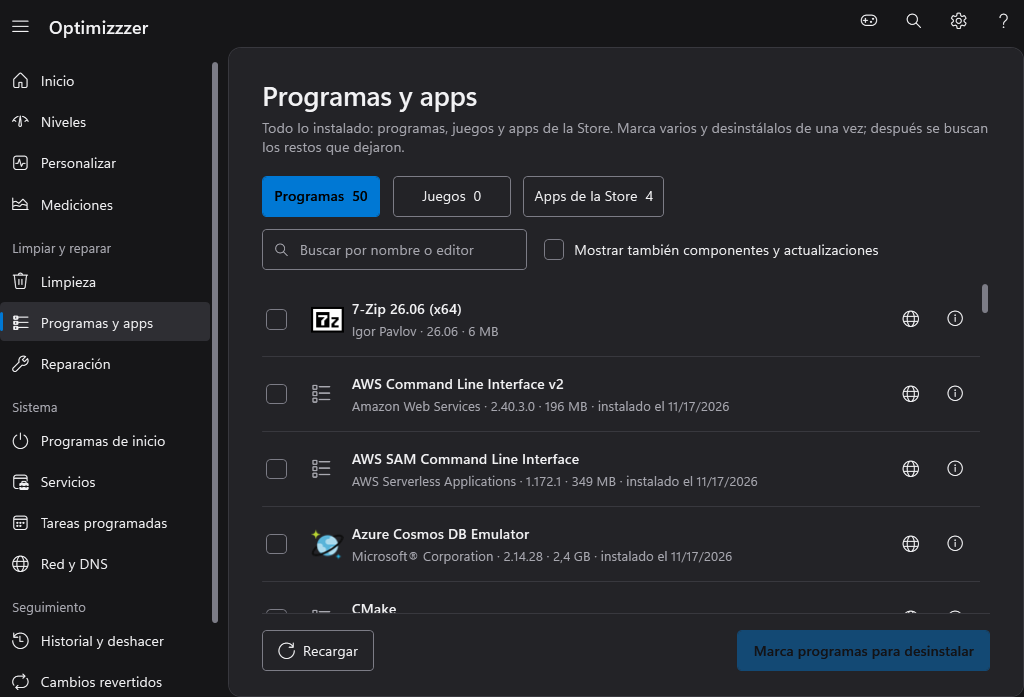 Optimizzzer
Inicio
Niveles
Personalizar
Mediciones
Limpiar y reparar
Limpieza
Programas y apps
Reparación
Sistema
Programas de inicio
Servicios
Tareas programadas
Red y DNS
Seguimiento
Historial y deshacer
Cambios revertidos
Programas y apps
Todo lo instalado: programas, juegos y apps de la Store. Marca varios y desinstálalos de una vez; después se buscan
los restos que dejaron.
Programas 50
Juegos 0
Apps de la Store 4
Buscar por nombre o editor
Mostrar también componentes y actualizaciones
7z
7-Zip 26.06 (x64)
Igor Pavlov · 26.06 · 6 MB
AWS Command Line Interface v2
Amazon Web Services · 2.40.3.0 · 196 MB · instalado el 11/17/2026
AWS SAM Command Line Interface
AWS Serverless Applications · 1.172.1 · 349 MB · instalado el 11/17/2026
Azure Cosmos DB Emulator
Microsoft® Corporation · 2.14.28 · 2,4 GB · instalado el 11/17/2026
CMake
Recargar
Marca programas para desinstalar